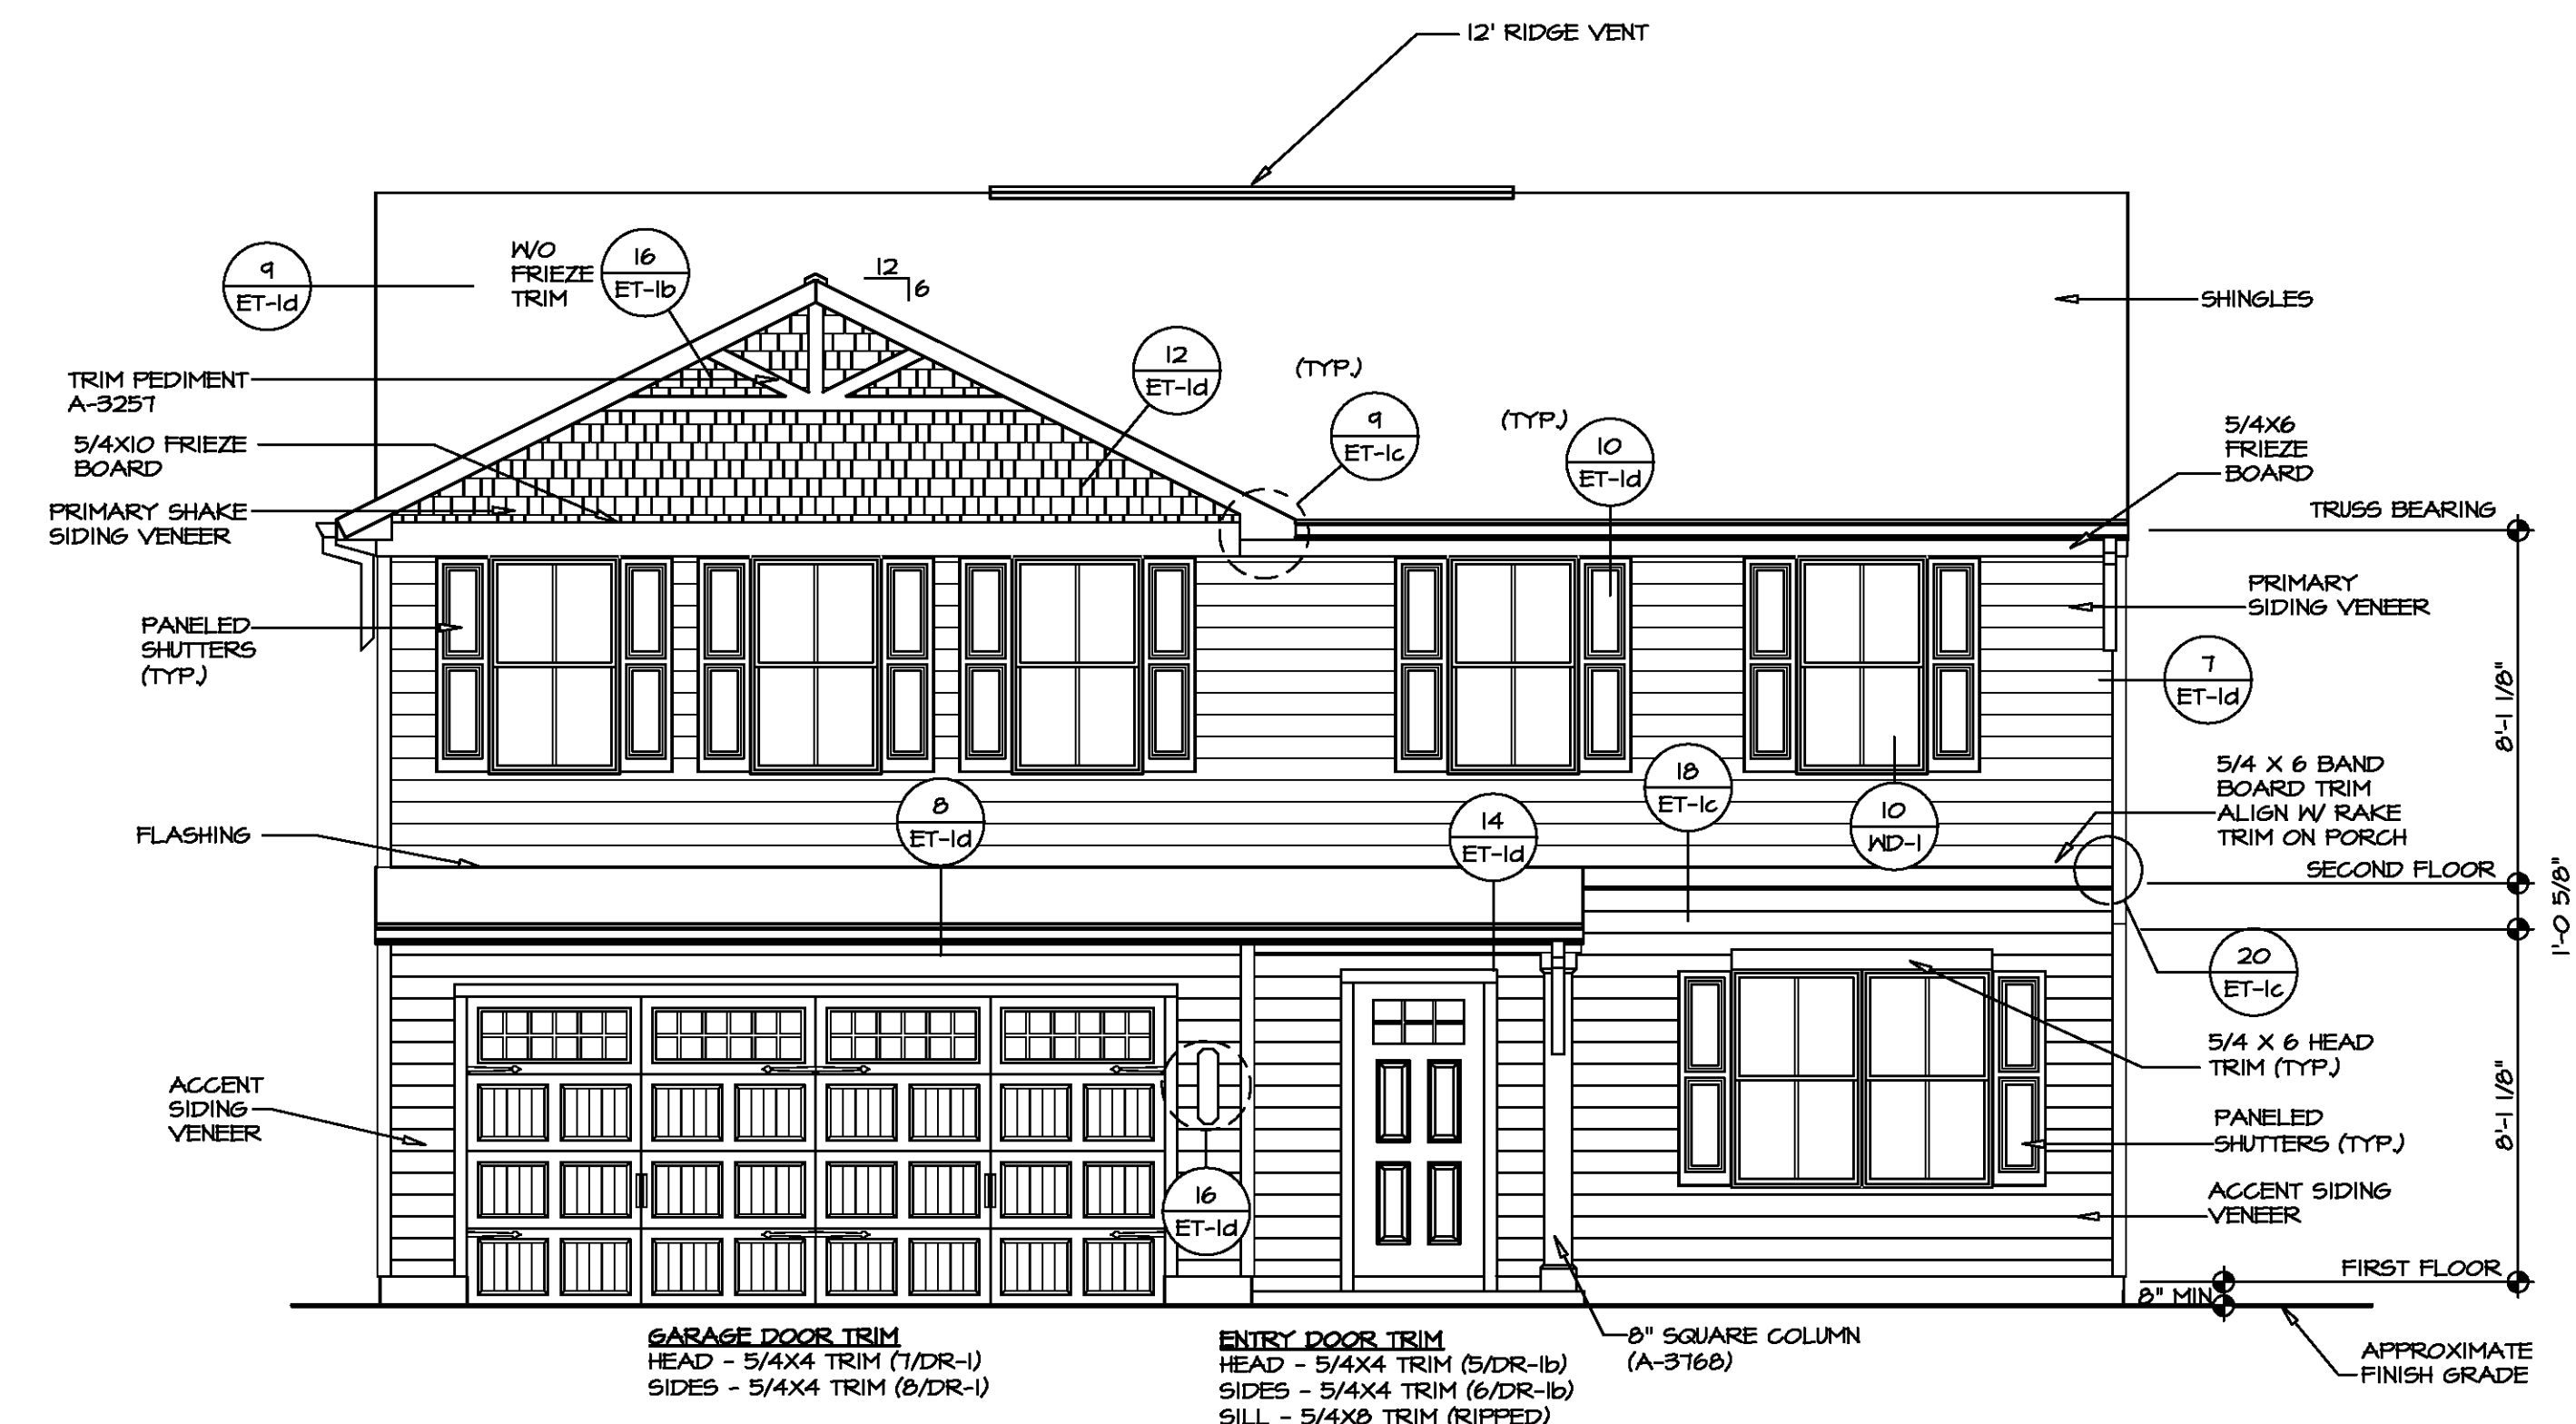 12' RIDGE VENT
9
ET-1d
W/O
FRIEZE
TRIM
16
ET-1b
12
6
SHINGLES
TRIM PEDIMENT
A-3257
12
ET-1d
(TYP.)
9
ET-1c
(TYP.)
10
ET-1d
5/4X6
FRIEZE
BOARD
5/4X10 FRIEZE
BOARD
PRIMARY SHAKE
SIDING VENEER
TRUSS BEARING
PRIMARY
SIDING VENEER
PANELED
SHUTTERS
(TYP.)
7
ET-1d
8'-1 1/8"
5/4 X 6 BAND
BOARD TRIM
ALIGN W/ RAKE
TRIM ON PORCH
18
ET-1c
8
ET-1d
14
ET-1d
10
WD-1
FLASHING
SECOND FLOOR
1'-0 5/8"
20
ET-1c
5/4 X 6 HEAD
TRIM (TYP.)
ACCENT
SIDING
VENEER
PANELED
SHUTTERS (TYP.)
8'-1 1/8"
16
ET-1d
ACCENT SIDING
VENEER
FIRST FLOOR
8" MIN
GARAGE DOOR TRIM
HEAD - 5/4X4 TRIM (7/DR-1)
SIDES - 5/4X4 TRIM (8/DR-1)
ENTRY DOOR TRIM
HEAD - 5/4X4 TRIM (5/DR-1b)
SIDES - 5/4X4 TRIM (6/DR-1b)
SILL - 5/4X8 TRIM (RIPPED)
8" SQUARE COLUMN
(A-3768)
APPROXIMATE
FINISH GRADE